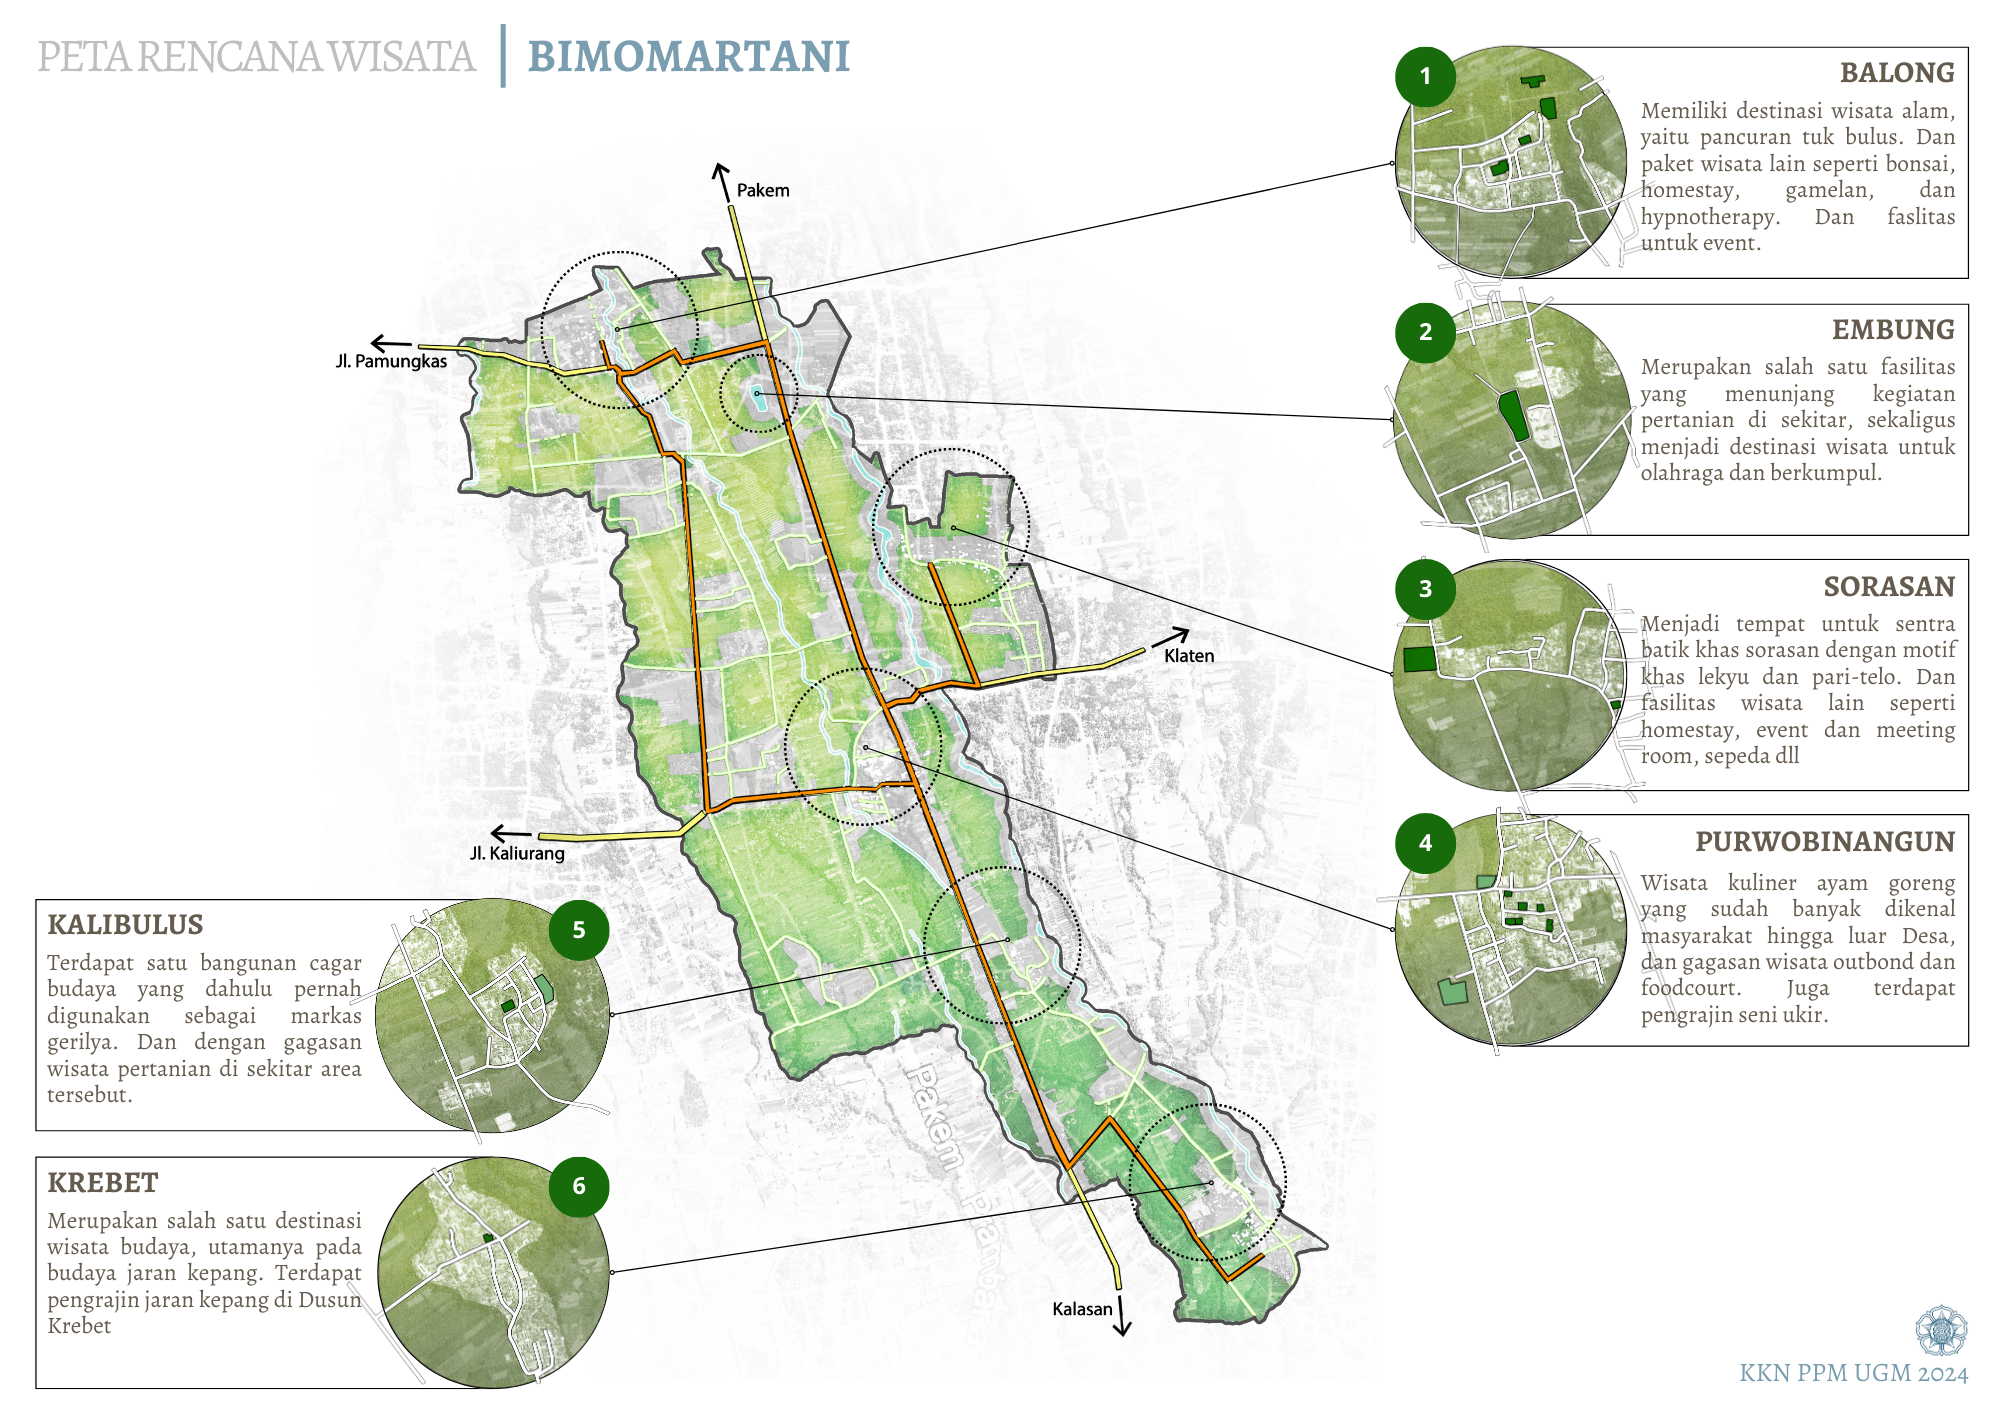 PETA RENCANA WISATA | BIMOMARTANI
1
BALONG
Memiliki destinasi wisata alam,
yaitu pancuran tuk bulus. Dan
paket wisata lain seperti bonsai,
homestay, gamelan, dan
hypnotherapy. Dan faslitas
untuk event.
2
EMBUNG
Merupakan salah satu fasilitas
yang menunjang kegiatan
pertanian di sekitar, sekaligus
menjadi destinasi wisata untuk
olahraga dan berkumpul.
3
SORASAN
Menjadi tempat untuk sentra
batik khas sorasan dengan motif
khas lekyu dan pari-telo. Dan
fasilitas wisata lain seperti
homestay, event dan meeting
room, sepeda dll
4
PURWOBINANGUN
Wisata kuliner ayam goreng
yang sudah banyak dikenal
masyarakat hingga luar Desa,
dan gagasan wisata outbond dan
foodcourt. Juga terdapat
pengrajin seni ukir.
Pakem
Jl. Pamungkas
Klaten
Jl. Kaliurang
Kalasan
Pakem
Prambanan
KALIBULUS
5
Terdapat satu bangunan cagar
budaya yang dahulu pernah
digunakan sebagai markas
gerilya. Dan dengan gagasan
wisata pertanian di sekitar area
tersebut.
KREBET
6
Merupakan salah satu destinasi
wisata budaya, utamanya pada
budaya jaran kepang. Terdapat
pengrajin jaran kepang di Dusun
Krebet
KKN PPM UGM 2024